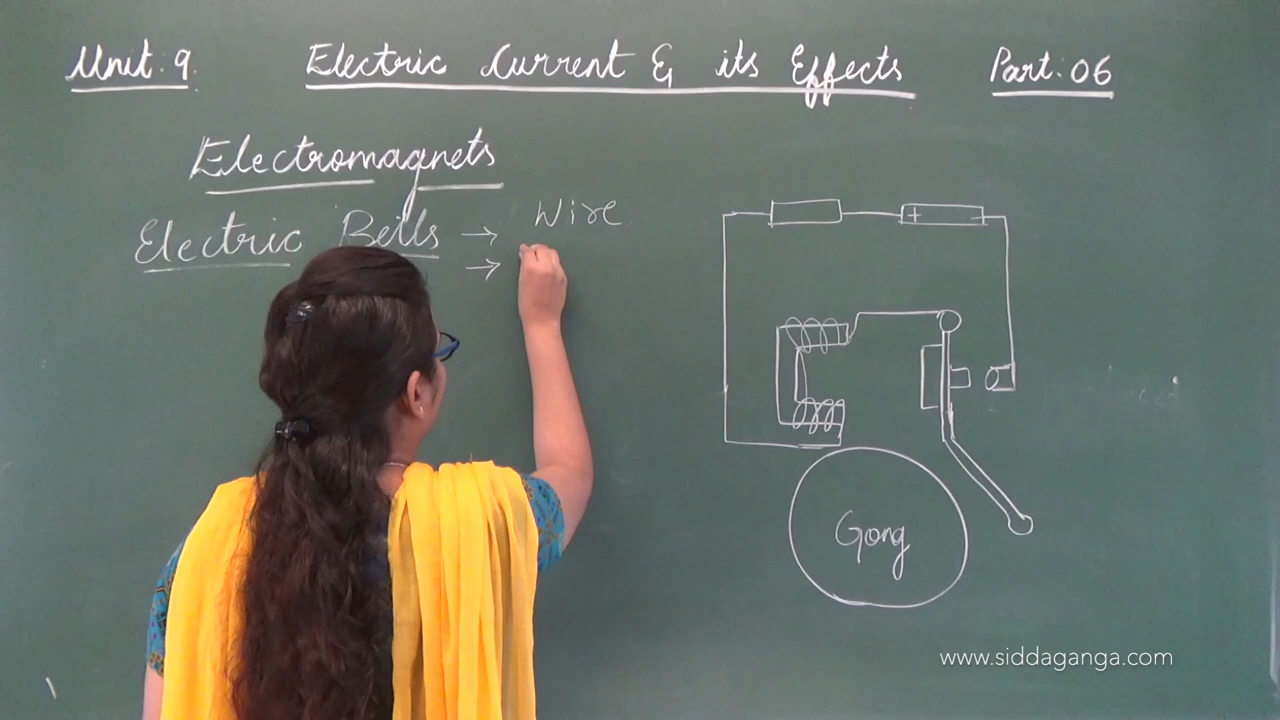 Unit: 9. Electric Current & its Effects Part: 06
Electromagnets
Electric Bells → Wire
→
+ -
Gong
www.siddaganga.com